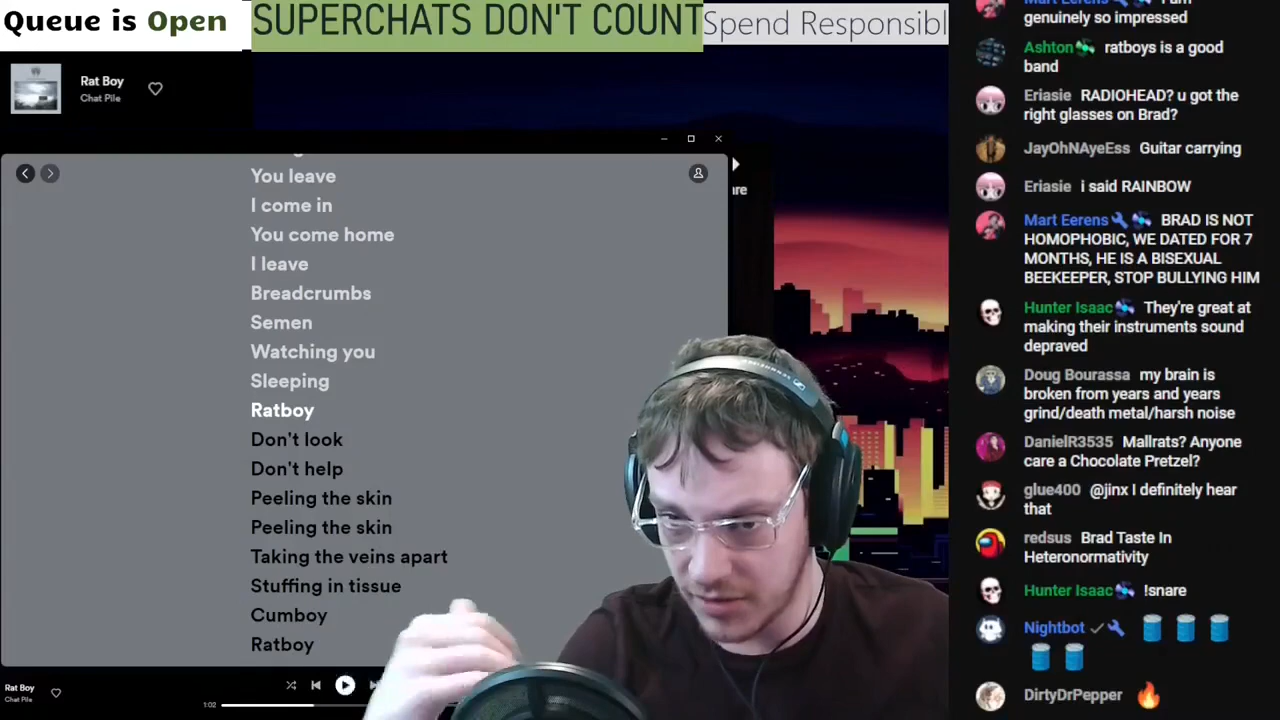 Queue is Open
SUPERCHATS DON'T COUNT
Spend Responsibl
Rat Boy
Chat Pile
You leave
I come in
You come home
I leave
Breadcrumbs
Semen
Watching you
Sleeping
Ratboy
Don't look
Don't help
Peeling the skin
Peeling the skin
Taking the veins apart
Stuffing in tissue
Cumboy
Ratboy
Rat Boy
Chat Pile
1:02
genuinely so impressed
Ashton ratboys is a good
band
Eriasie RADIOHEAD? u got the
right glasses on Brad?
JayOhNAyeEss Guitar carrying
Eriasie i said RAINBOW
Mart Eerens BRAD IS NOT
HOMOPHOBIC, WE DATED FOR 7
MONTHS, HE IS A BISEXUAL
BEEKEEPER, STOP BULLYING HIM
Hunter Isaac They're great at
making their instruments sound
depraved
Doug Bourassa my brain is
broken from years and years
grind/death metal/harsh noise
DanielR3535 Mallrats? Anyone
care a Chocolate Pretzel?
glue400 @jinx I definitely hear
that
redsus Brad Taste In
Heteronormativity
Hunter Isaac !snare
Nightbot
DirtyDrPepper